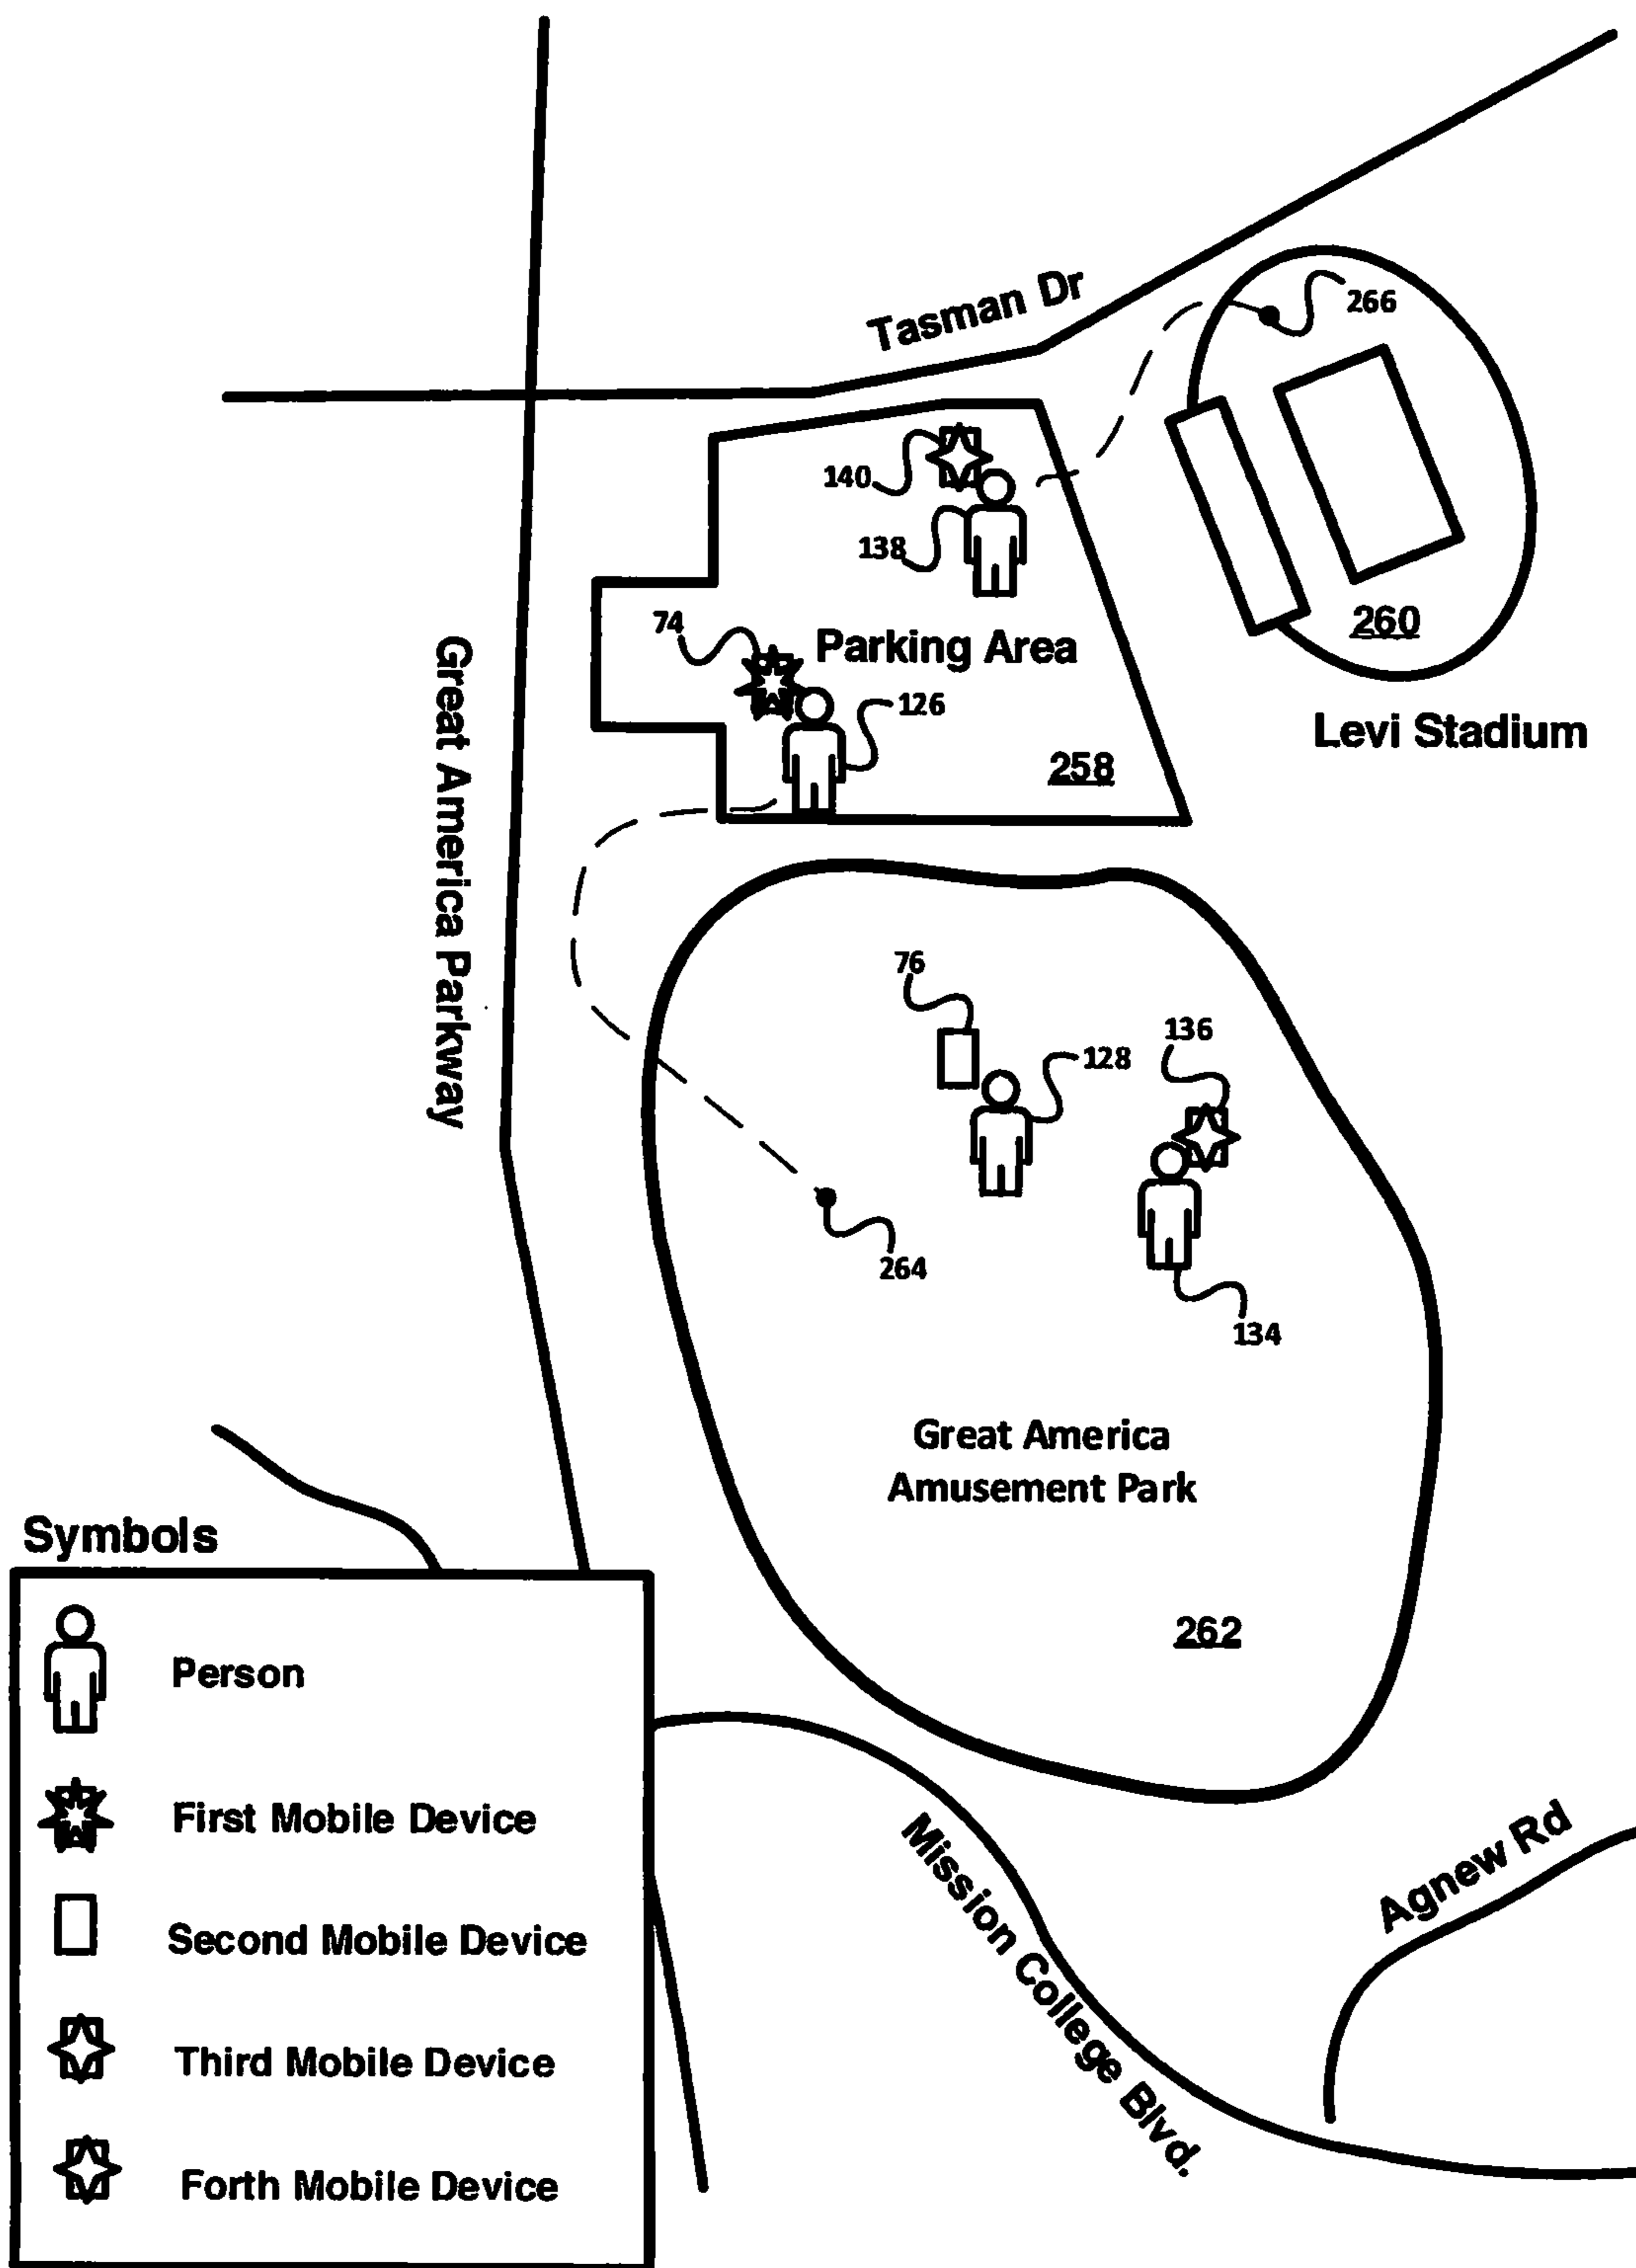 Tasman Dr
266
140
138
260
74
Parking Area
126
Levi Stadium
258
Great America Parkway
76
136
128
264
134
Great America
Amusement Park
262
Symbols
Person
First Mobile Device
Second Mobile Device
Third Mobile Device
Forth Mobile Device
Mission College Blvd.
Agnew Rd